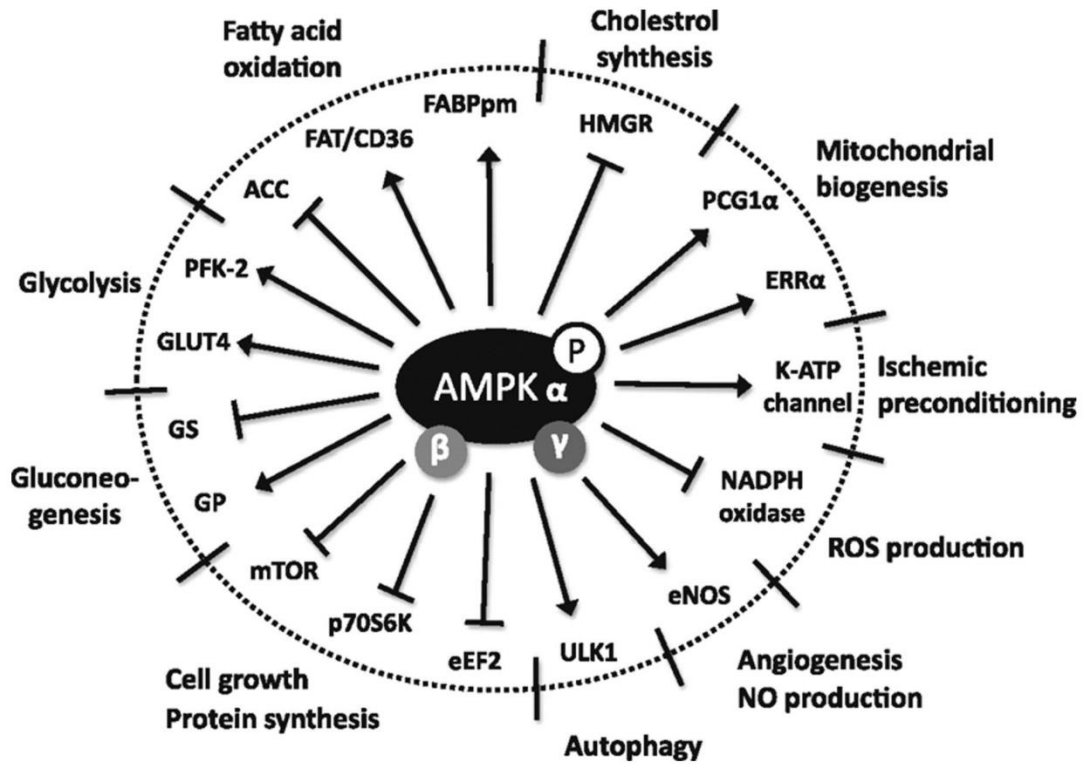 Fatty acid
oxidation
Cholestrol
syhthesis
FABPpm
HMGR
FAT/CD36
ACC
Mitochondrial
biogenesis
PCG1α
PFK-2
Glycolysis
ERRα
GLUT4
P
AMPK α
K-ATP
channel
Ischemic
preconditioning
GS
β
γ
Gluconeo-
genesis
GP
NADPH
oxidase
ROS production
mTOR
p70S6K
eEF2
ULK1
eNOS
Cell growth
Protein synthesis
Angiogenesis
NO production
Autophagy